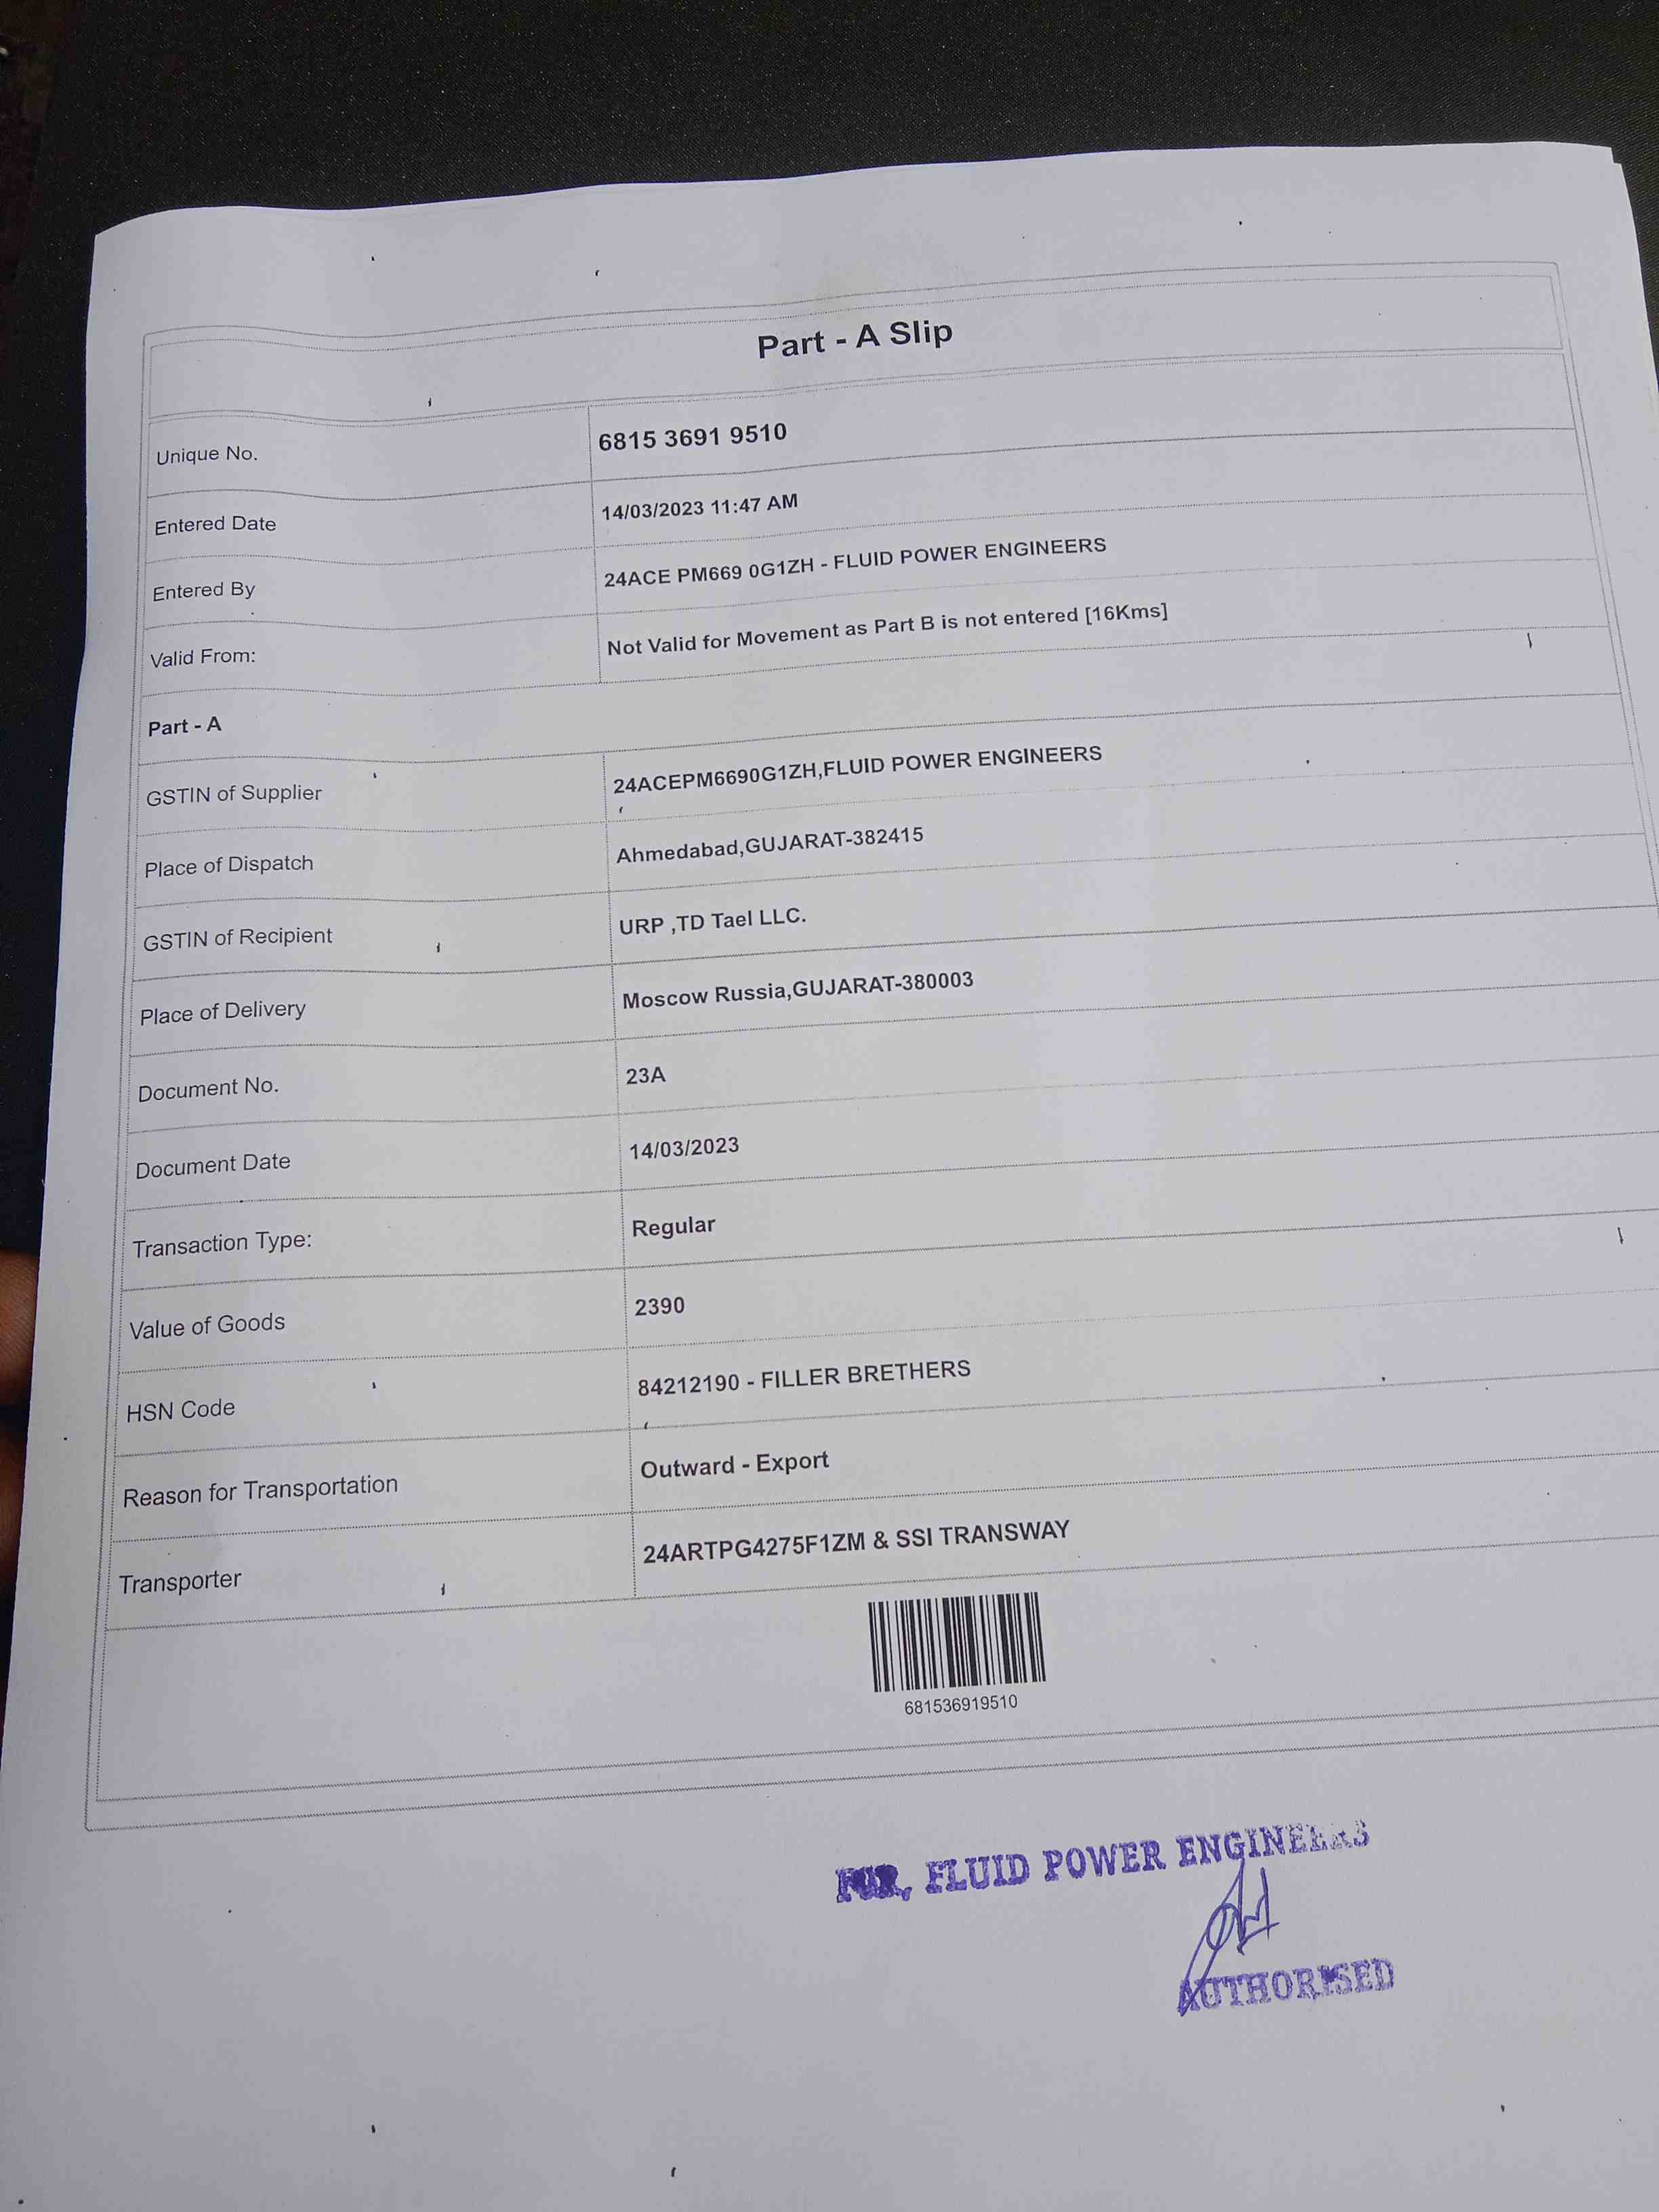 Part - A Slip
Unique No. 6815 3691 9510
Entered Date 14/03/2023 11:47 AM
Entered By 24ACE PM669 0G1ZH - FLUID POWER ENGINEERS
Valid From: Not Valid for Movement as Part B is not entered [16Kms]
Part - A
GSTIN of Supplier 24ACEPM6690G1ZH,FLUID POWER ENGINEERS
Place of Dispatch Ahmedabad,GUJARAT-382415
GSTIN of Recipient URP ,TD Tael LLC.
Place of Delivery Moscow Russia,GUJARAT-380003
Document No. 23A
Document Date 14/03/2023
Transaction Type: Regular
Value of Goods 2390
HSN Code 84212190 - FILLER BRETHERS
Reason for Transportation Outward - Export
Transporter 24ARTPG4275F1ZM & SSI TRANSWAY
681536919510
FOR, FLUID POWER ENGINEERS
AUTHORISED